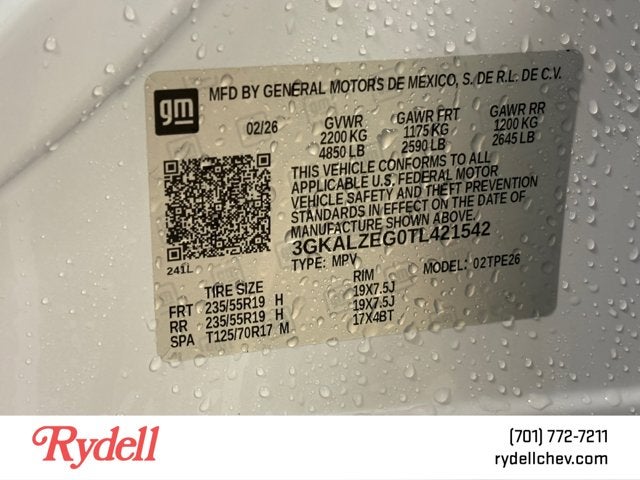 gm
MFD BY GENERAL MOTORS DE MEXICO, S. DE R.L. DE C.V.
02/26 GVWR GAWR FRT GAWR RR
2200 KG 1175 KG 1200 KG
4850 LB 2590 LB 2645 LB
THIS VEHICLE CONFORMS TO ALL
APPLICABLE U.S. FEDERAL MOTOR
VEHICLE SAFETY AND THEFT PREVENTION
STANDARDS IN EFFECT ON THE DATE OF
MANUFACTURE SHOWN ABOVE.
3GKALZEG0TL421542
241L TYPE: MPV MODEL: 02TPE26
TIRE SIZE RIM
FRT 235/55R19 H 19X7.5J
RR 235/55R19 H 19X7.5J
SPA T125/70R17 M 17X4BT
Rydell
(701) 772-7211
rydellchev.com